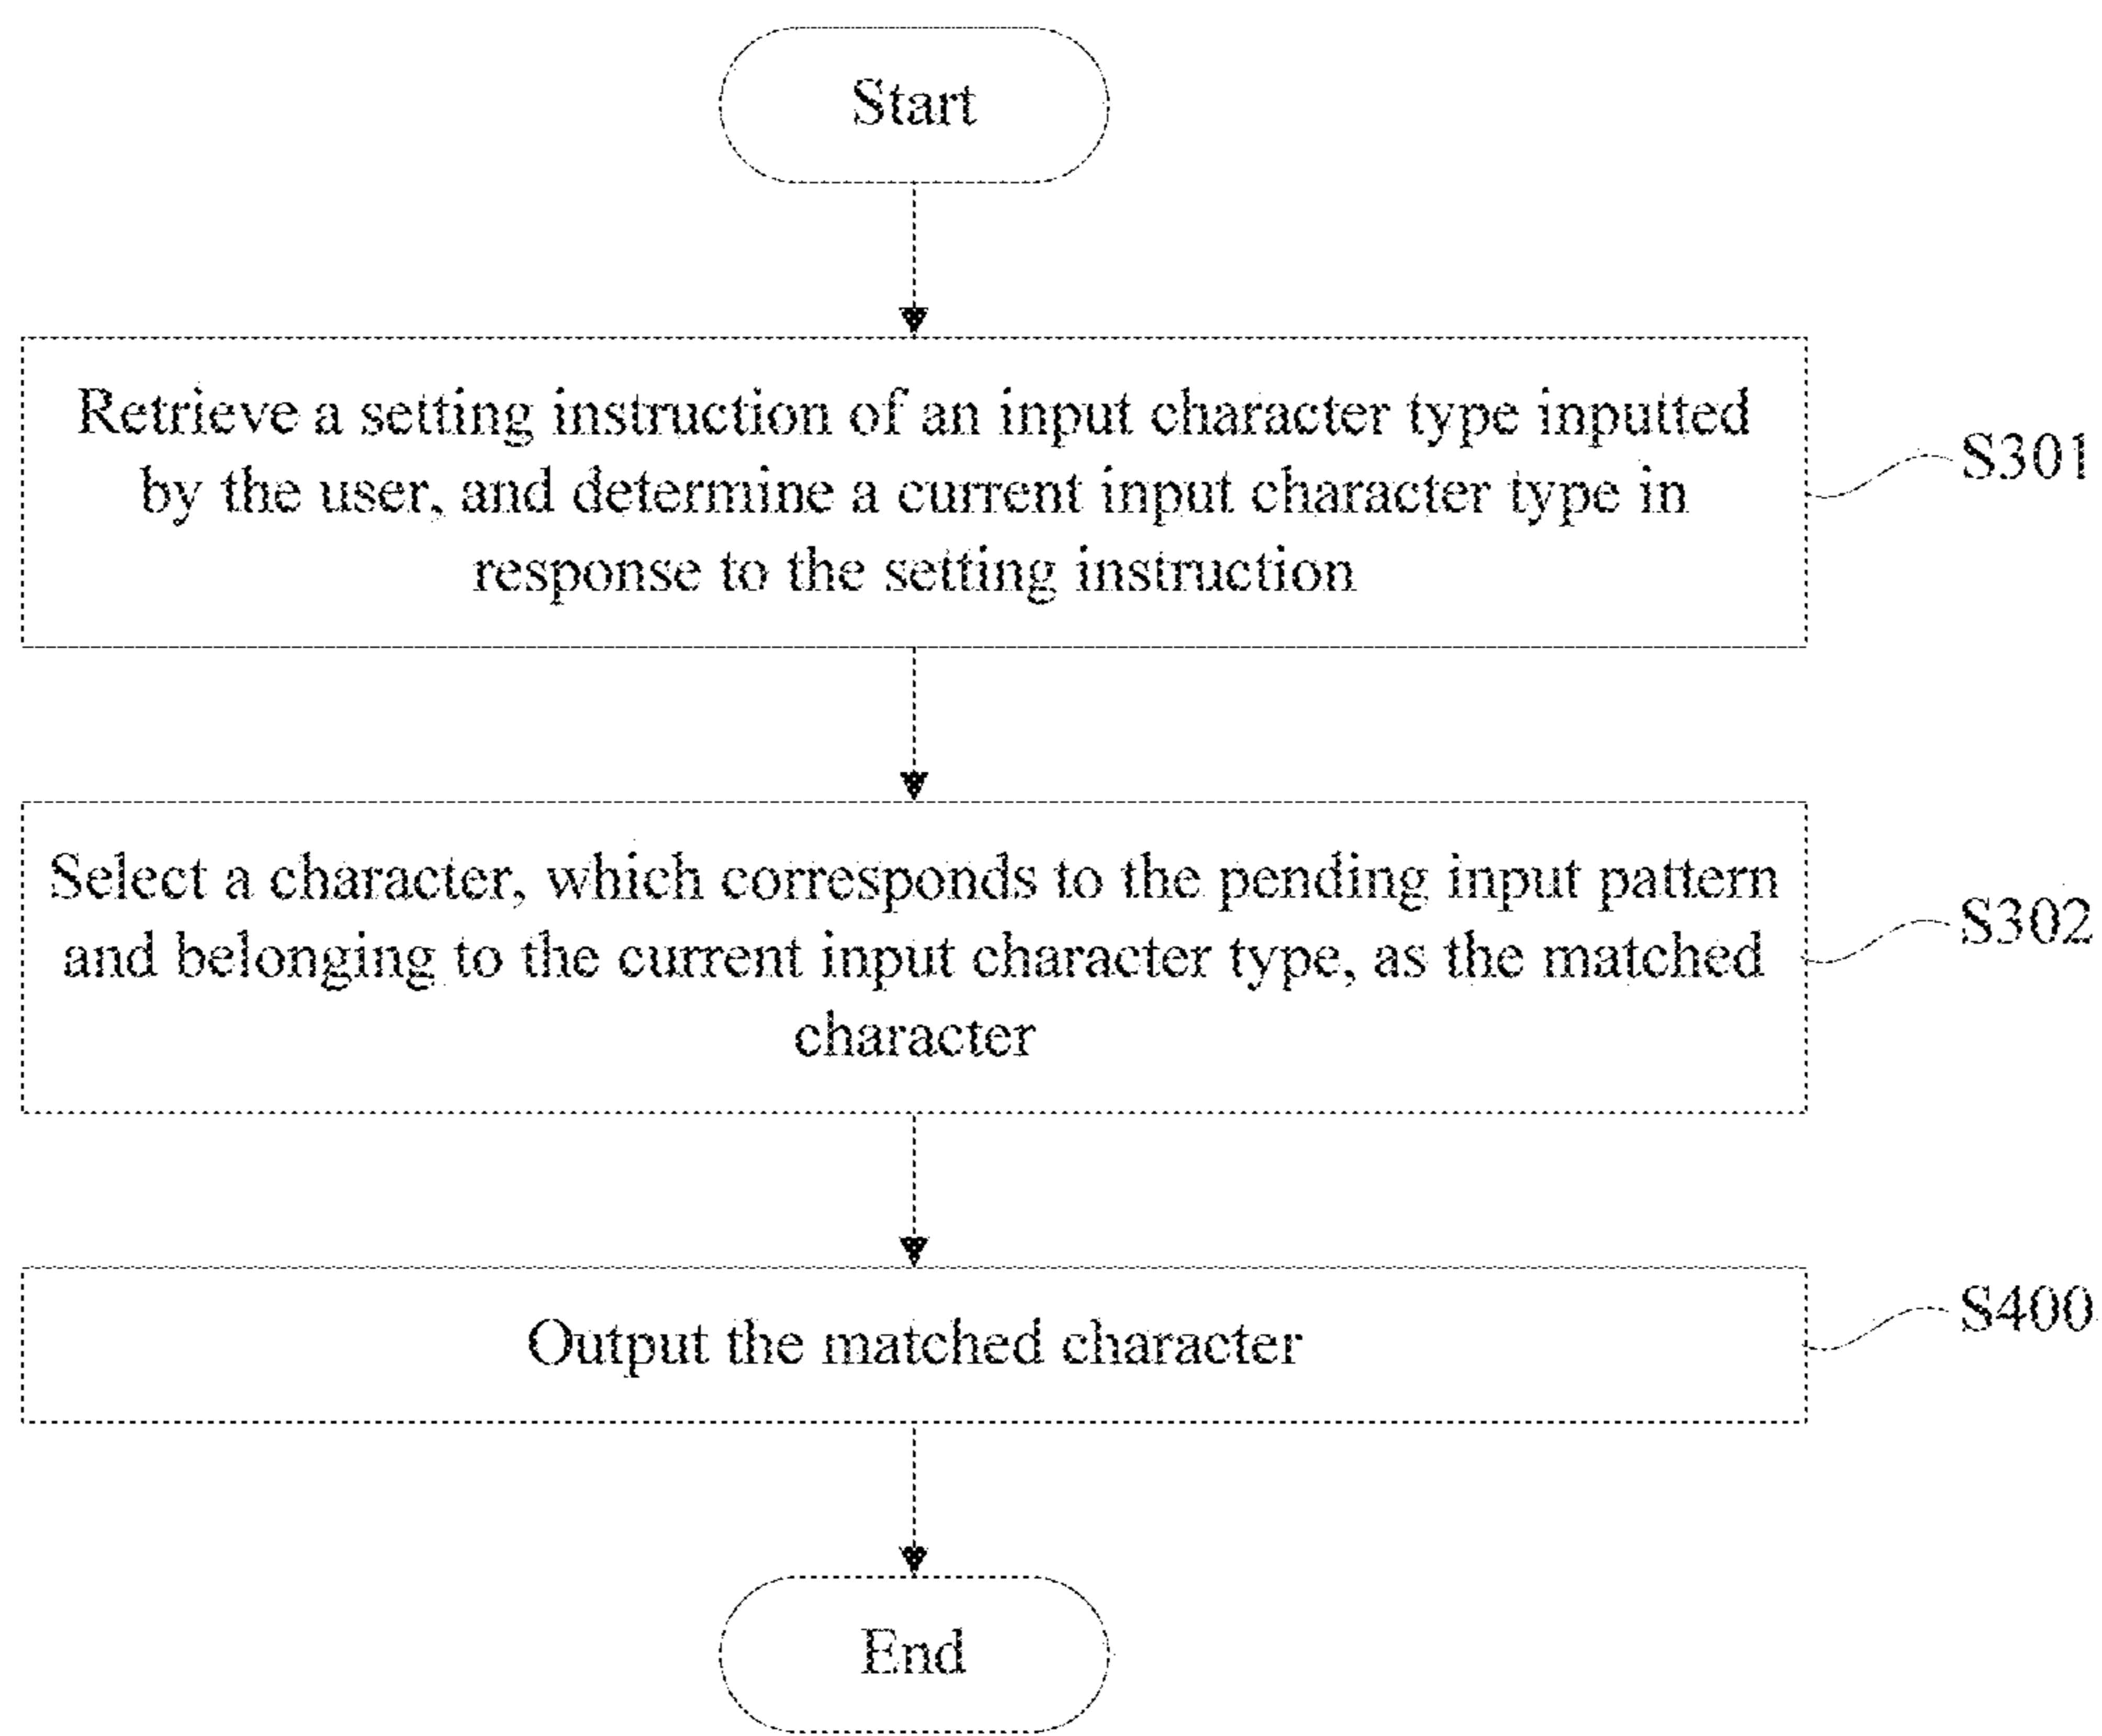 Start
Retrieve a setting instruction of an input character type inputted
by the user, and determine a current input character type in
response to the setting instruction
S301
Select a character, which corresponds to the pending input pattern
and belonging to the current input character type, as the matched
character
S302
Output the matched character
S400
End